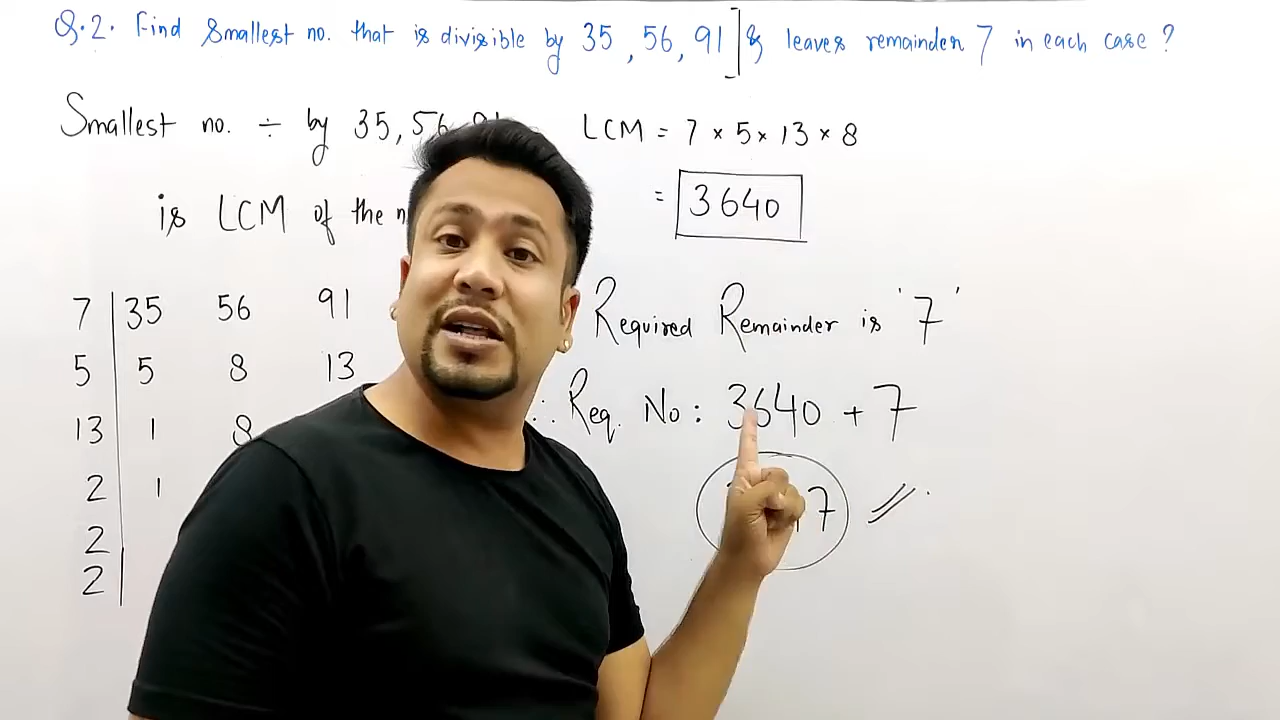 Q.2. Find Smallest no. that is divisible by 35, 56, 91] & leaves remainder 7 in each case ?
Smallest no. ÷ by 35, 56,
is LCM of the
7 | 35 56 91
5 | 5 8 13
13 | 1 8
2 | 1
2
2
LCM = 7 × 5 × 13 × 8
= 3640
Required Remainder is '7'
∴ Req. No: 3640 + 7
7